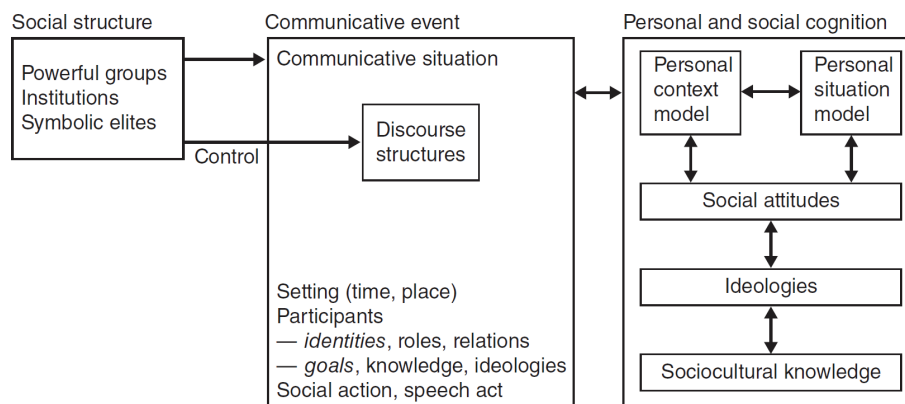 Social structure
Powerful groups
Institutions
Symbolic elites
Control
Communicative event
Communicative situation
Discourse
structures
Setting (time, place)
Participants
— identities, roles, relations
— goals, knowledge, ideologies
Social action, speech act
Personal and social cognition
Personal
context
model
Personal
situation
model
Social attitudes
Ideologies
Sociocultural knowledge